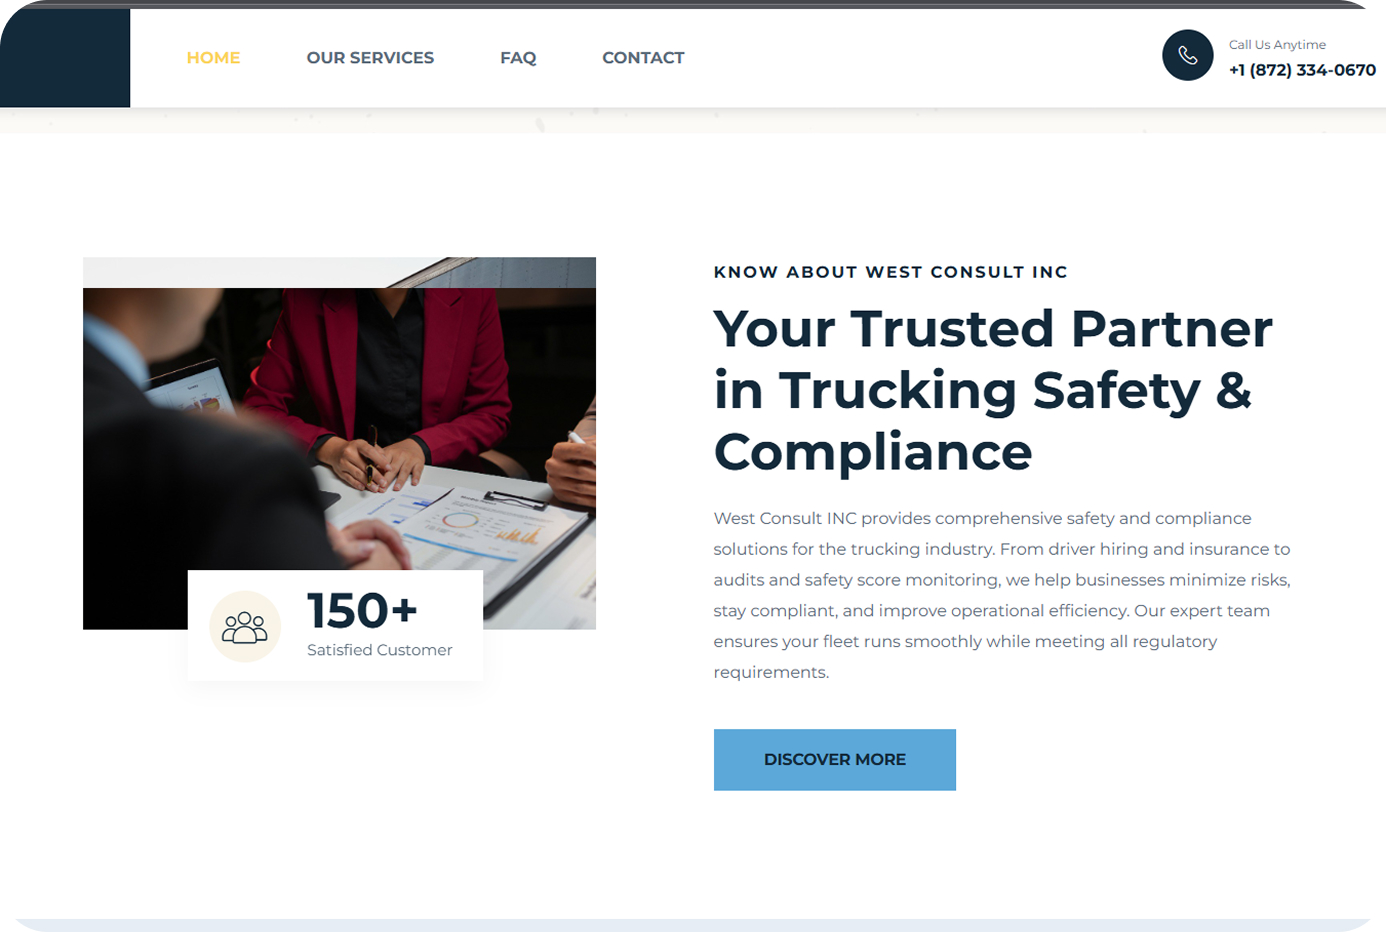 HOME
OUR SERVICES
FAQ
CONTACT
Call Us Anytime
+1 (872) 334-0670
KNOW ABOUT WEST CONSULT INC
Your Trusted Partner
in Trucking Safety &
Compliance
West Consult INC provides comprehensive safety and compliance
solutions for the trucking industry. From driver hiring and insurance to
audits and safety score monitoring, we help businesses minimize risks,
stay compliant, and improve operational efficiency. Our expert team
ensures your fleet runs smoothly while meeting all regulatory
requirements.
DISCOVER MORE
150+
Satisfied Customer